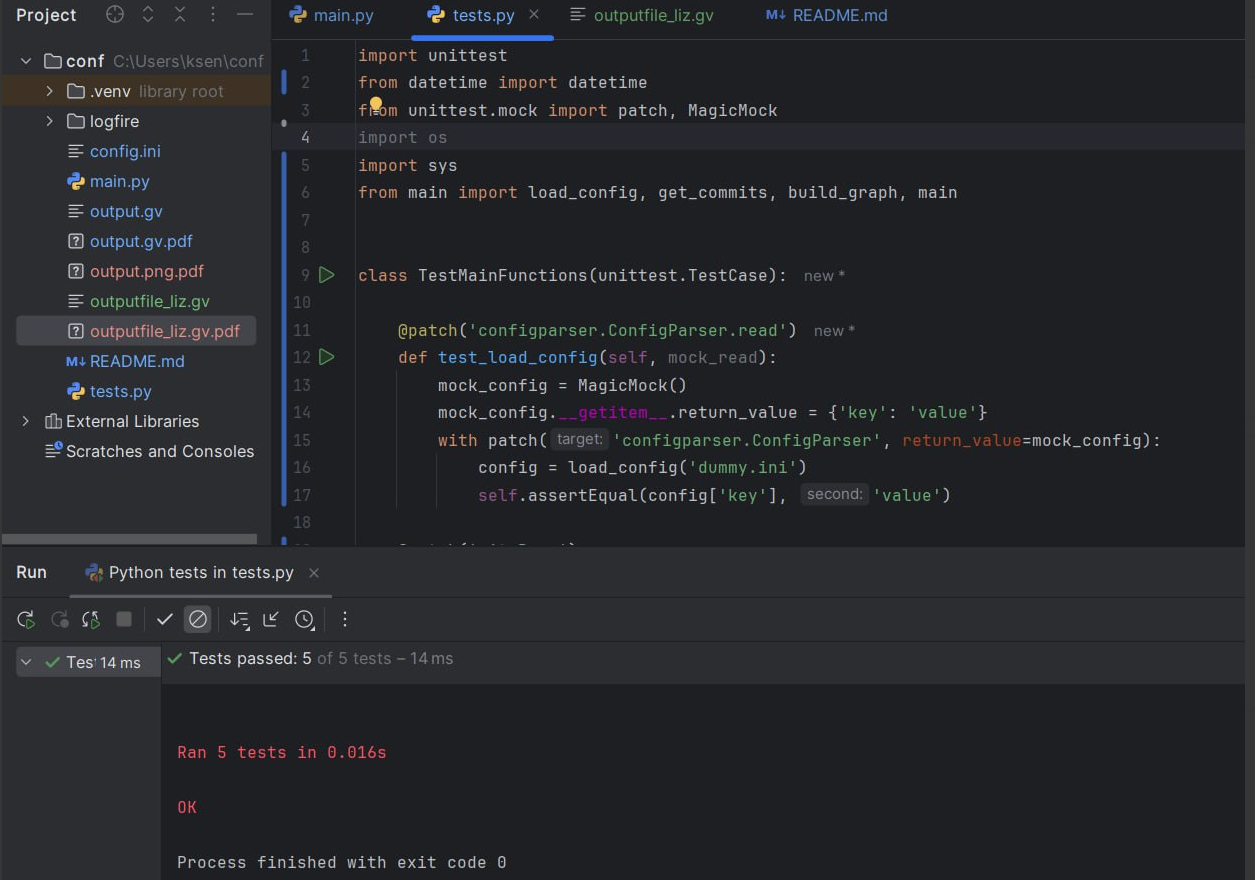 Project
main.py
tests.py
outputfile_liz.gv
README.md
conf C:\Users\ksen\conf
.venv library root
logfire
config.ini
main.py
output.gv
output.gv.pdf
output.png.pdf
outputfile_liz.gv
outputfile_liz.gv.pdf
README.md
tests.py
External Libraries
Scratches and Consoles
1 import unittest
2 from datetime import datetime
3 from unittest.mock import patch, MagicMock
4 import os
5 import sys
6 from main import load_config, get_commits, build_graph, main
7
8
9 class TestMainFunctions(unittest.TestCase): new *
10
11 @patch('configparser.ConfigParser.read') new *
12 def test_load_config(self, mock_read):
13 mock_config = MagicMock()
14 mock_config.__getitem__.return_value = {'key': 'value'}
15 with patch( target: 'configparser.ConfigParser', return_value=mock_config):
16 config = load_config('dummy.ini')
17 self.assertEqual(config['key'], second: 'value')
18
Run
Python tests in tests.py
Tes 14 ms
Tests passed: 5 of 5 tests – 14 ms
Ran 5 tests in 0.016s
OK
Process finished with exit code 0